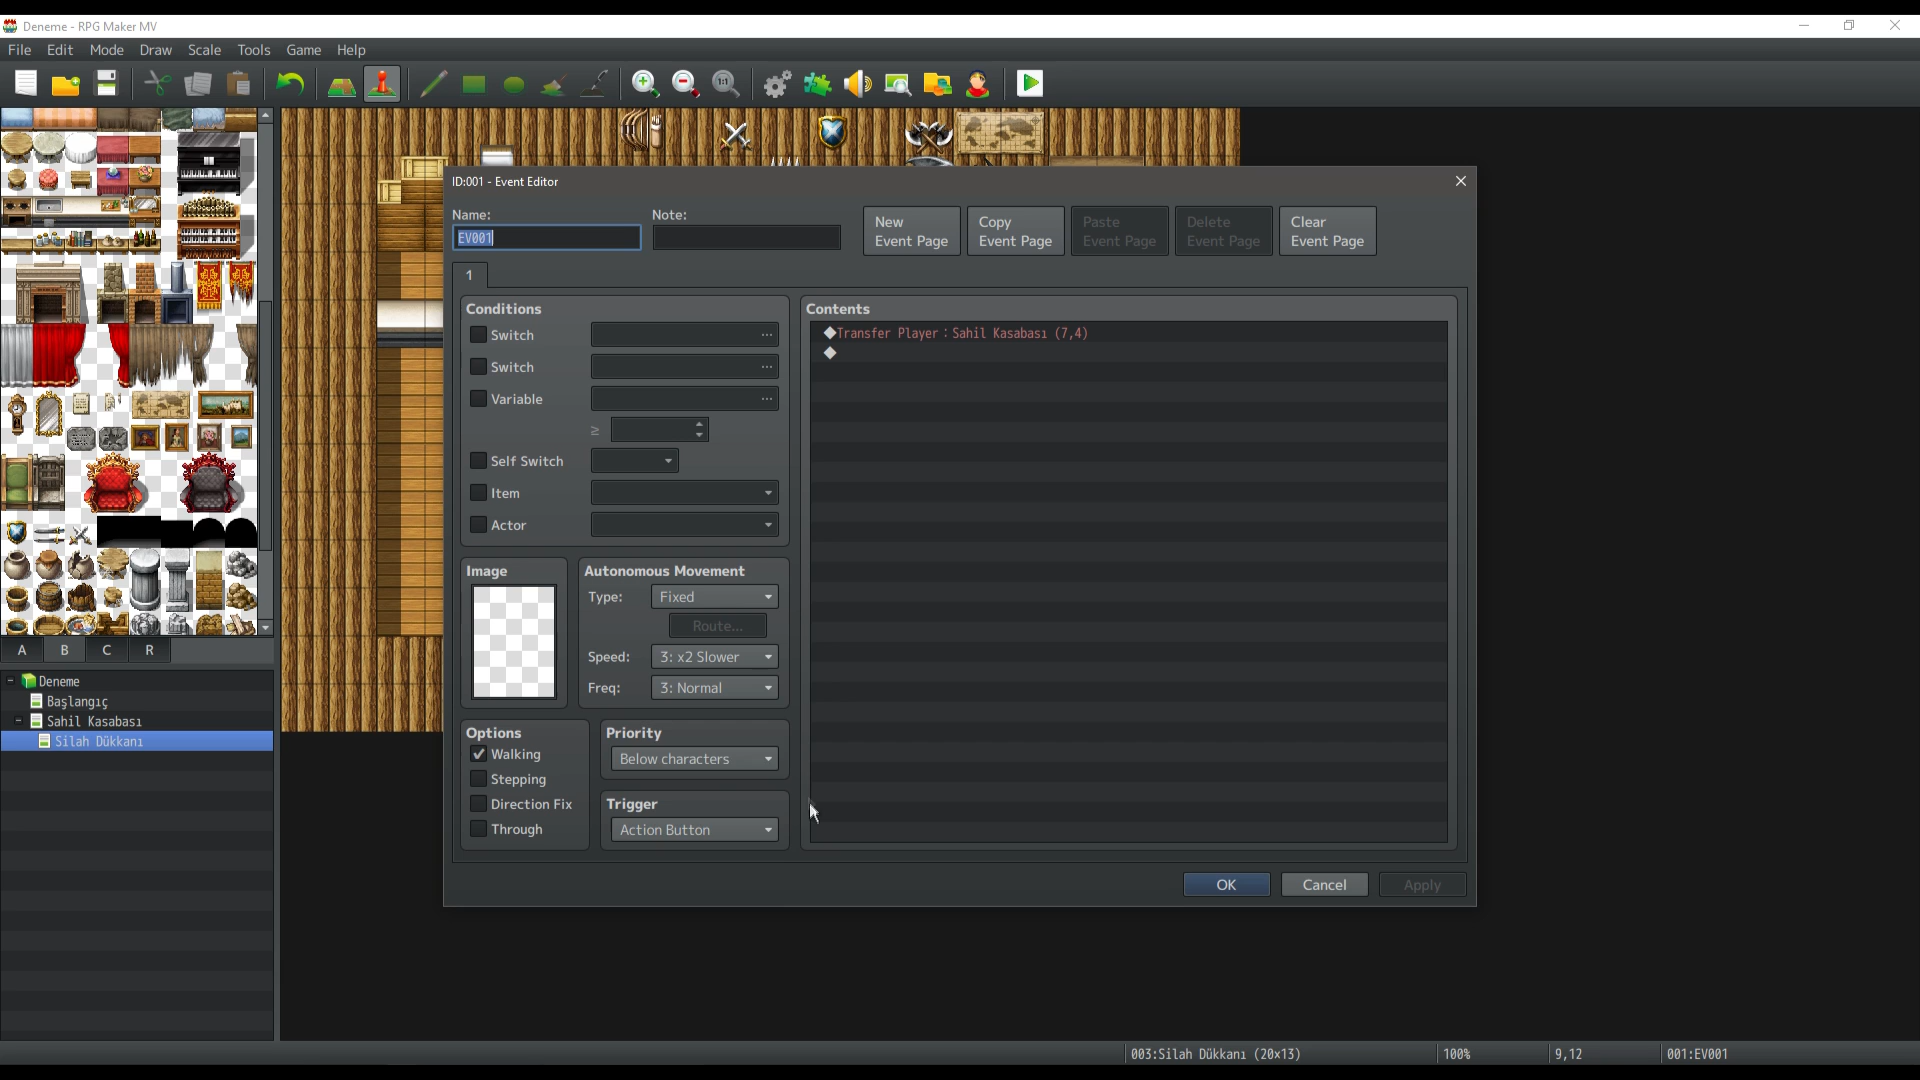 Deneme - RPG Maker MV
File Edit Mode Draw Scale Tools Game Help
1:1
ID:001 - Event Editor
Name: Note:
EV001
New Event Page
Copy Event Page
Paste Event Page
Delete Event Page
Clear Event Page
1
Conditions
Switch ...
Switch ...
Variable ...
≥
Self Switch
Item
Actor
Image
Autonomous Movement
Type: Fixed
Route...
Speed: 3: x2 Slower
Freq: 3: Normal
Options
Walking
Stepping
Direction Fix
Through
Priority
Below characters
Trigger
Action Button
Contents
◆Transfer Player：Sahil Kasabası (7,4)
◆
OK Cancel Apply
A B C R
Deneme
Başlangıç
Sahil Kasabası
Silah Dükkanı
003:Silah Dükkanı (20x13) 100% 9,12 001:EV001